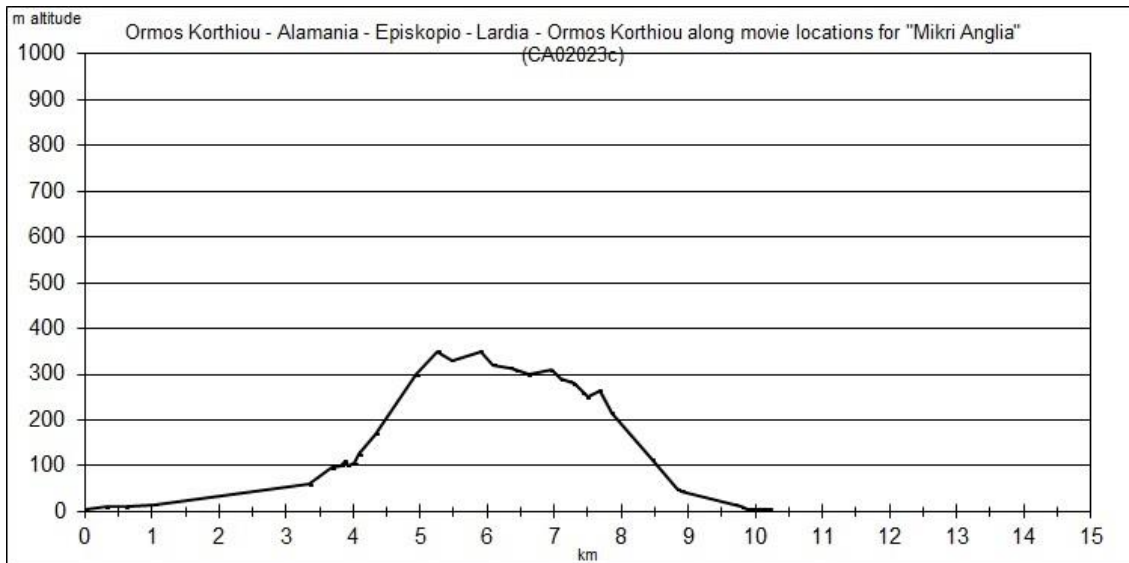 m altitude
Ormos Korthiou - Alamania - Episkopio - Lardia - Ormos Korthiou along movie locations for "Mikri Anglia"
(CA02023c)
1000
900
800
700
600
500
400
300
200
100
0
0 1 2 3 4 5 6 7 8 9 10 11 12 13 14 15
km